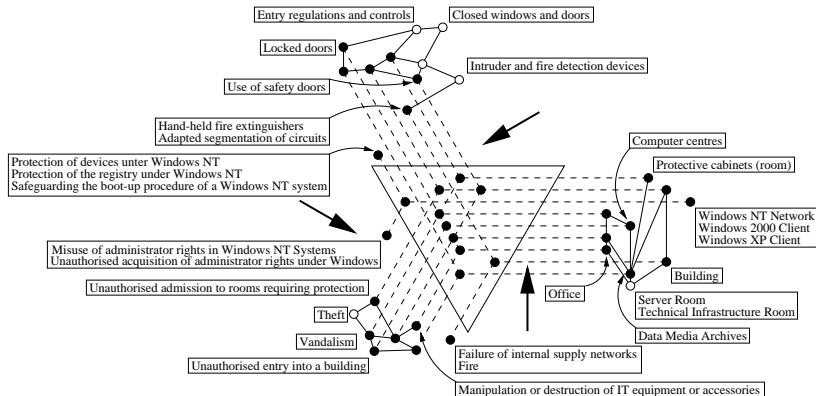 Entry regulations and controls
Closed windows and doors
Locked doors
Intruder and fire detection devices
Use of safety doors
Hand-held fire extinguishers
Adapted segmentation of circuits
Computer centres
Protection of devices unter Windows NT
Protection of the registry under Windows NT
Safeguarding the boot-up procedure of a Windows NT system
Protective cabinets (room)
Windows NT Network
Windows 2000 Client
Windows XP Client
Misuse of administrator rights in Windows NT Systems
Unauthorised acquisition of administrator rights under Windows
Building
Unauthorised admission to rooms requiring protection
Office
Server Room
Technical Infrastructure Room
Theft
Data Media Archives
Vandalism
Failure of internal supply networks
Fire
Unauthorised entry into a building
Manipulation or destruction of IT equipment or accessories